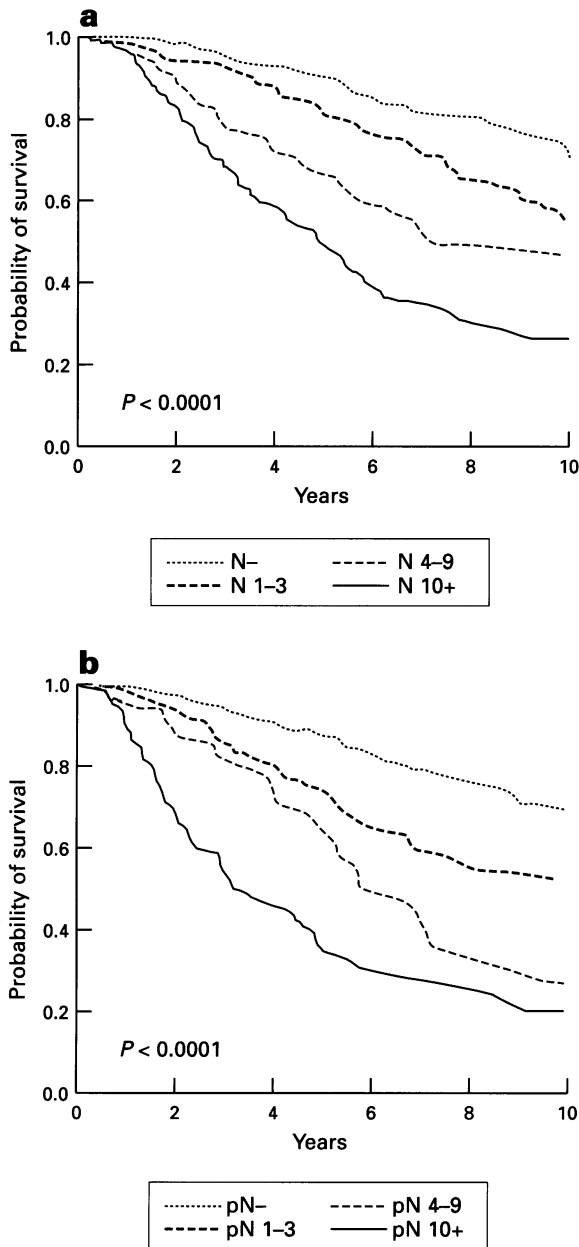 a
1.0
0.8
0.6
0.4
0.2
0.0
Probability of survival
P < 0.0001
0 2 4 6 8 10
Years
N– N 4–9
N 1–3 N 10+
b
1.0
0.8
0.6
0.4
0.2
0.0
Probability of survival
P < 0.0001
0 2 4 6 8 10
Years
pN– pN 4–9
pN 1–3 pN 10+